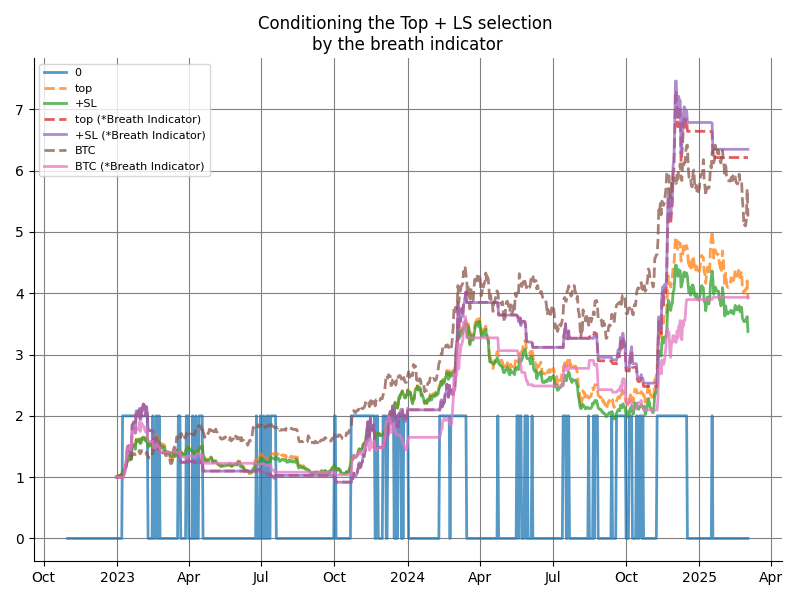 Conditioning the Top + LS selection
by the breath indicator
0
top
+SL
top (*Breath Indicator)
+SL (*Breath Indicator)
BTC
BTC (*Breath Indicator)
7
6
5
4
3
2
1
0
Oct 2023 Apr Jul Oct 2024 Apr Jul Oct 2025 Apr